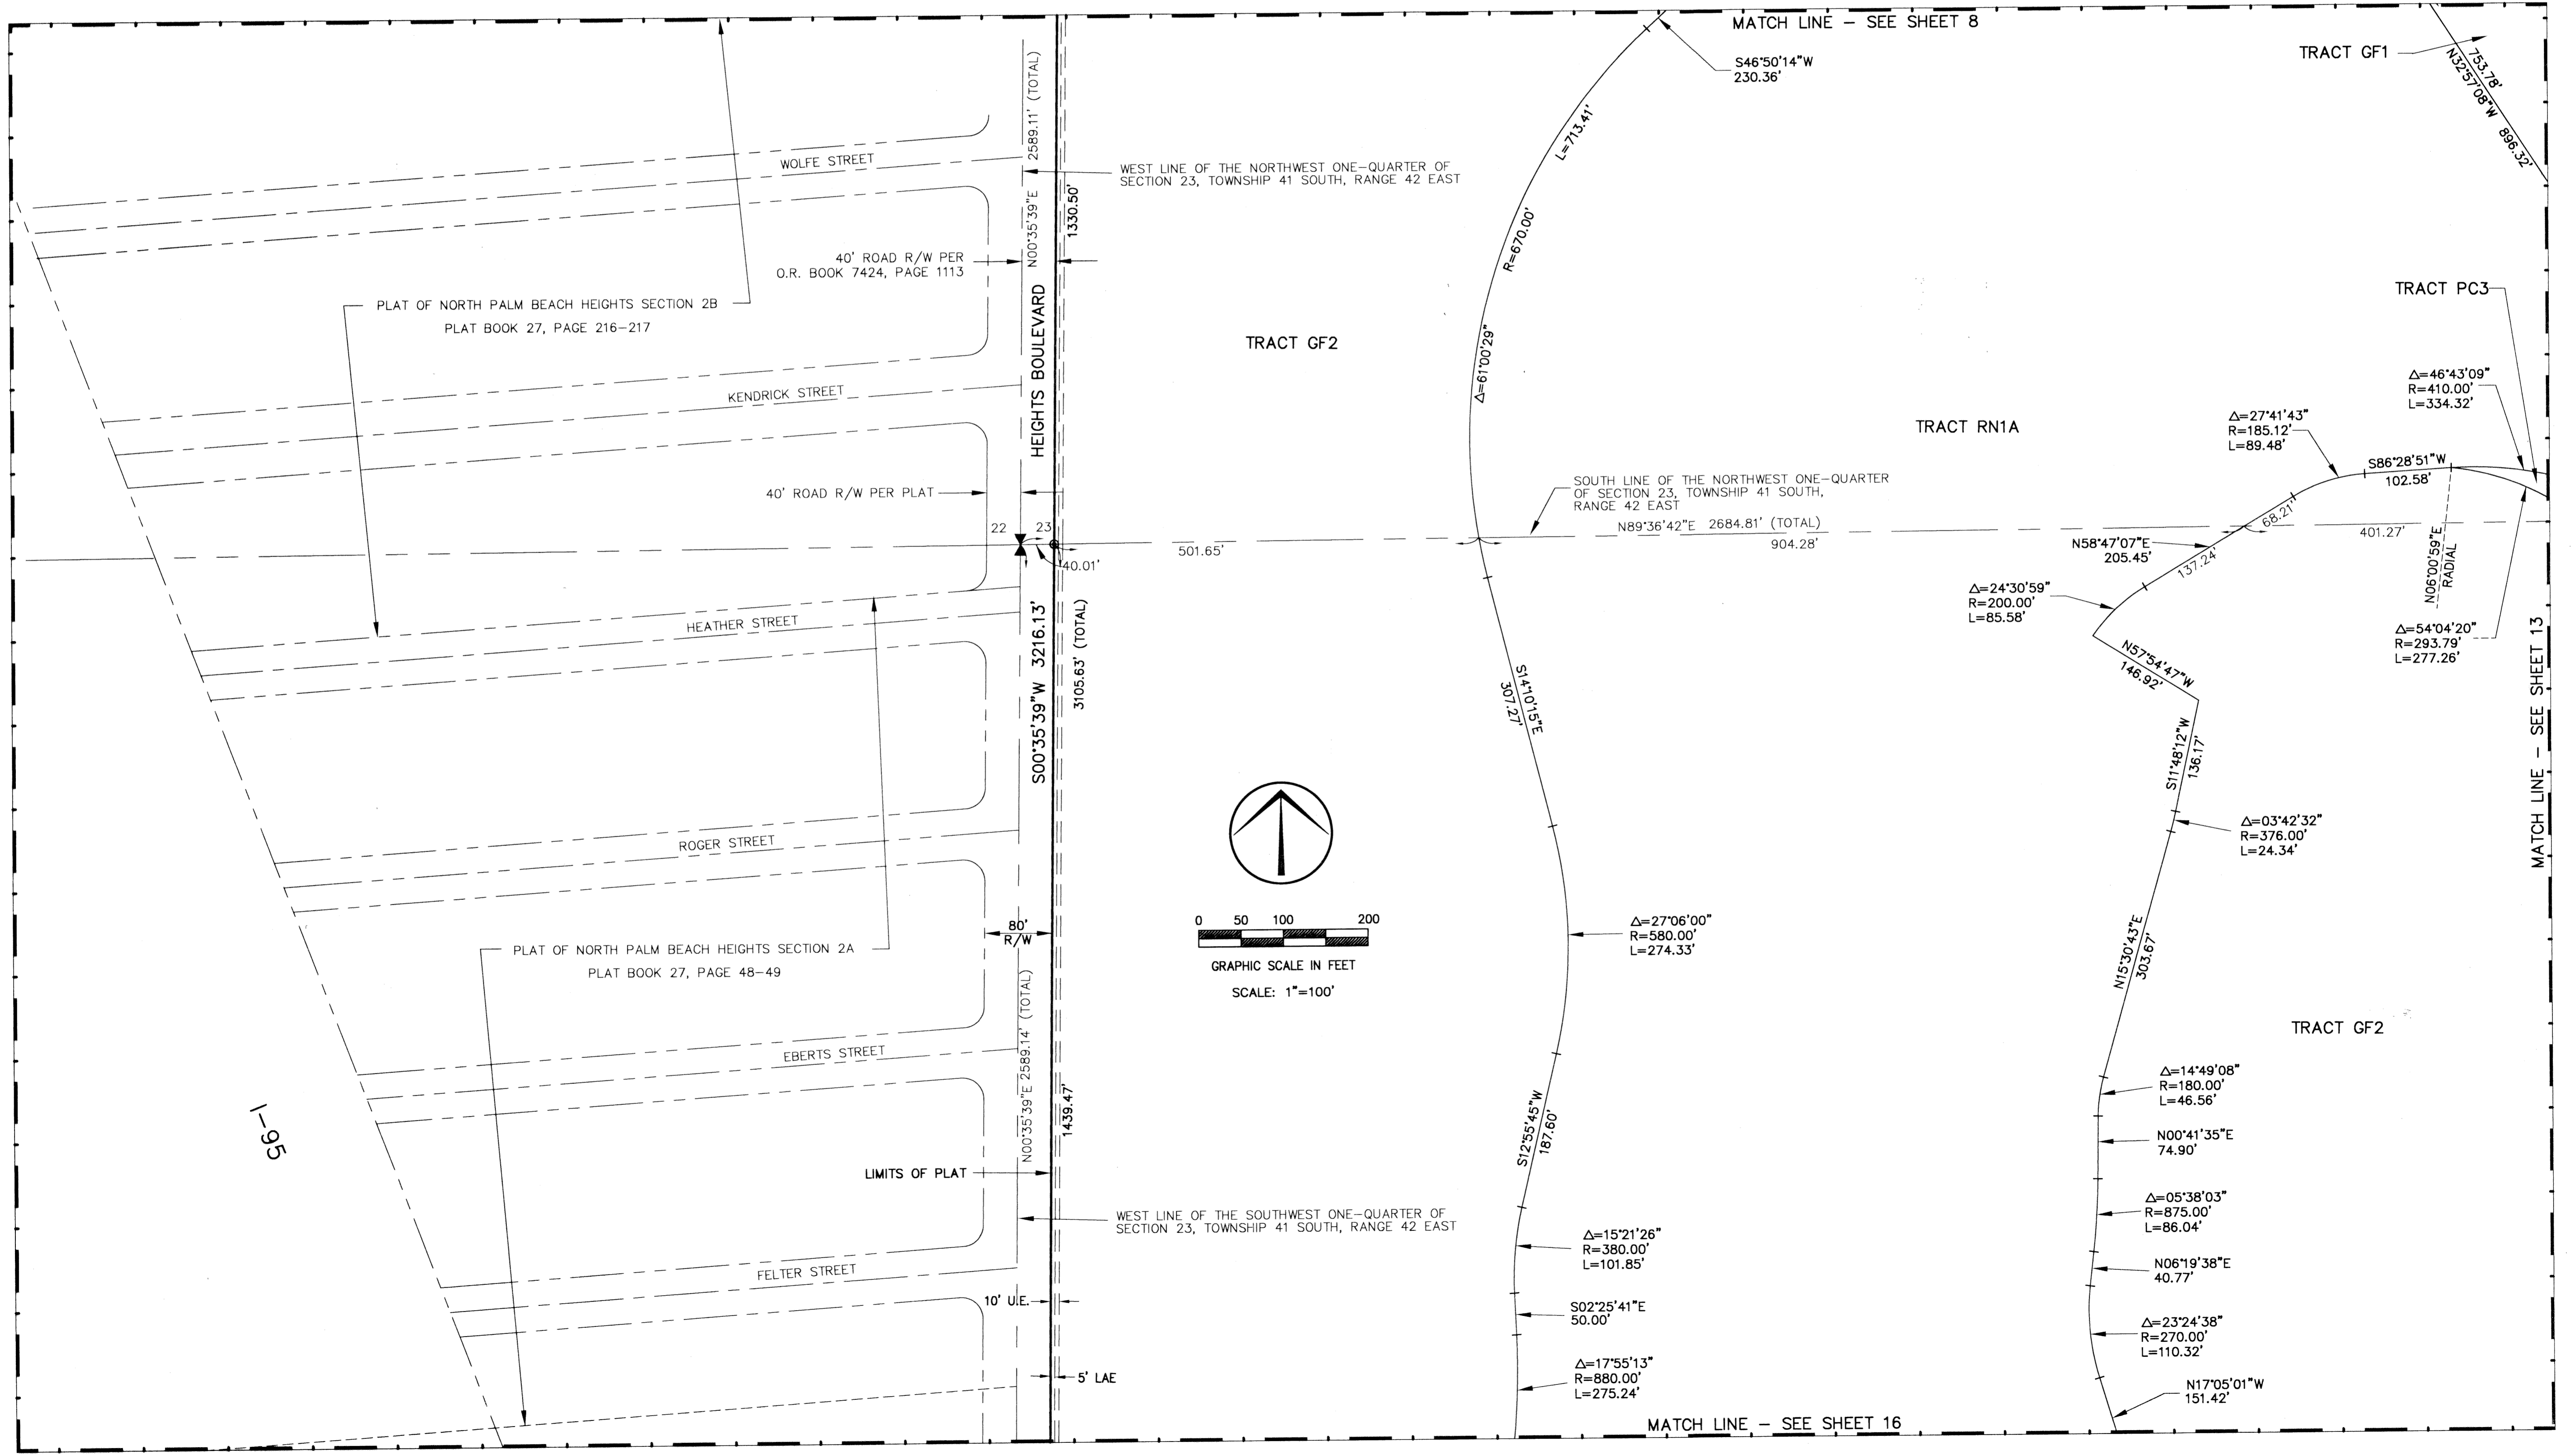 MATCH LINE – SEE SHEET 8
TRACT GF1
753.78'
N32°57'08"W 896.32'
S46°50'14"W
230.36'
L=713.41'
R=670.00'
Δ=61°00'29"
WOLFE STREET
N00°35'39"E 2589.11' (TOTAL)
1330.50'
WEST LINE OF THE NORTHWEST ONE–QUARTER OF
SECTION 23, TOWNSHIP 41 SOUTH, RANGE 42 EAST
40' ROAD R/W PER
O.R. BOOK 7424, PAGE 1113
PLAT OF NORTH PALM BEACH HEIGHTS SECTION 2B
PLAT BOOK 27, PAGE 216–217
HEIGHTS BOULEVARD
TRACT GF2
TRACT PC3
KENDRICK STREET
TRACT RN1A
Δ=46°43'09"
R=410.00'
L=334.32'
Δ=27°41'43"
R=185.12'
L=89.48'
S86°28'51"W
102.58'
40' ROAD R/W PER PLAT
SOUTH LINE OF THE NORTHWEST ONE–QUARTER
OF SECTION 23, TOWNSHIP 41 SOUTH,
RANGE 42 EAST
22 23
40.01'
501.65'
N89°36'42"E 2684.81' (TOTAL)
904.28'
68.21'
401.27'
N58°47'07"E
205.45'
137.24'
N06°00'59"E
RADIAL
Δ=24°30'59"
R=200.00'
L=85.58'
Δ=54°04'20"
R=293.79'
L=277.26'
HEATHER STREET
S00°35'39"W 3216.13'
3105.63' (TOTAL)
S14°10'15"E
307.27'
N57°54'47"W
146.92'
MATCH LINE – SEE SHEET 13
S11°48'12"W
136.17'
Δ=03°42'32"
R=376.00'
L=24.34'
ROGER STREET
0 50 100 200
GRAPHIC SCALE IN FEET
SCALE: 1"=100'
80'
R/W
Δ=27°06'00"
R=580.00'
L=274.33'
PLAT OF NORTH PALM BEACH HEIGHTS SECTION 2A
PLAT BOOK 27, PAGE 48–49
N15°30'43"E
303.67'
TRACT GF2
EBERTS STREET
N00°35'39"E 2589.14' (TOTAL)
1439.47'
I–95
Δ=14°49'08"
R=180.00'
L=46.56'
S12°55'45"W
187.60'
N00°41'35"E
74.90'
LIMITS OF PLAT
WEST LINE OF THE SOUTHWEST ONE–QUARTER OF
SECTION 23, TOWNSHIP 41 SOUTH, RANGE 42 EAST
Δ=05°38'03"
R=875.00'
L=86.04'
Δ=15°21'26"
R=380.00'
L=101.85'
N06°19'38"E
40.77'
FELTER STREET
10' U.E.
S02°25'41"E
50.00'
Δ=23°24'38"
R=270.00'
L=110.32'
5' LAE
Δ=17°55'13"
R=880.00'
L=275.24'
N17°05'01"W
151.42'
MATCH LINE – SEE SHEET 16